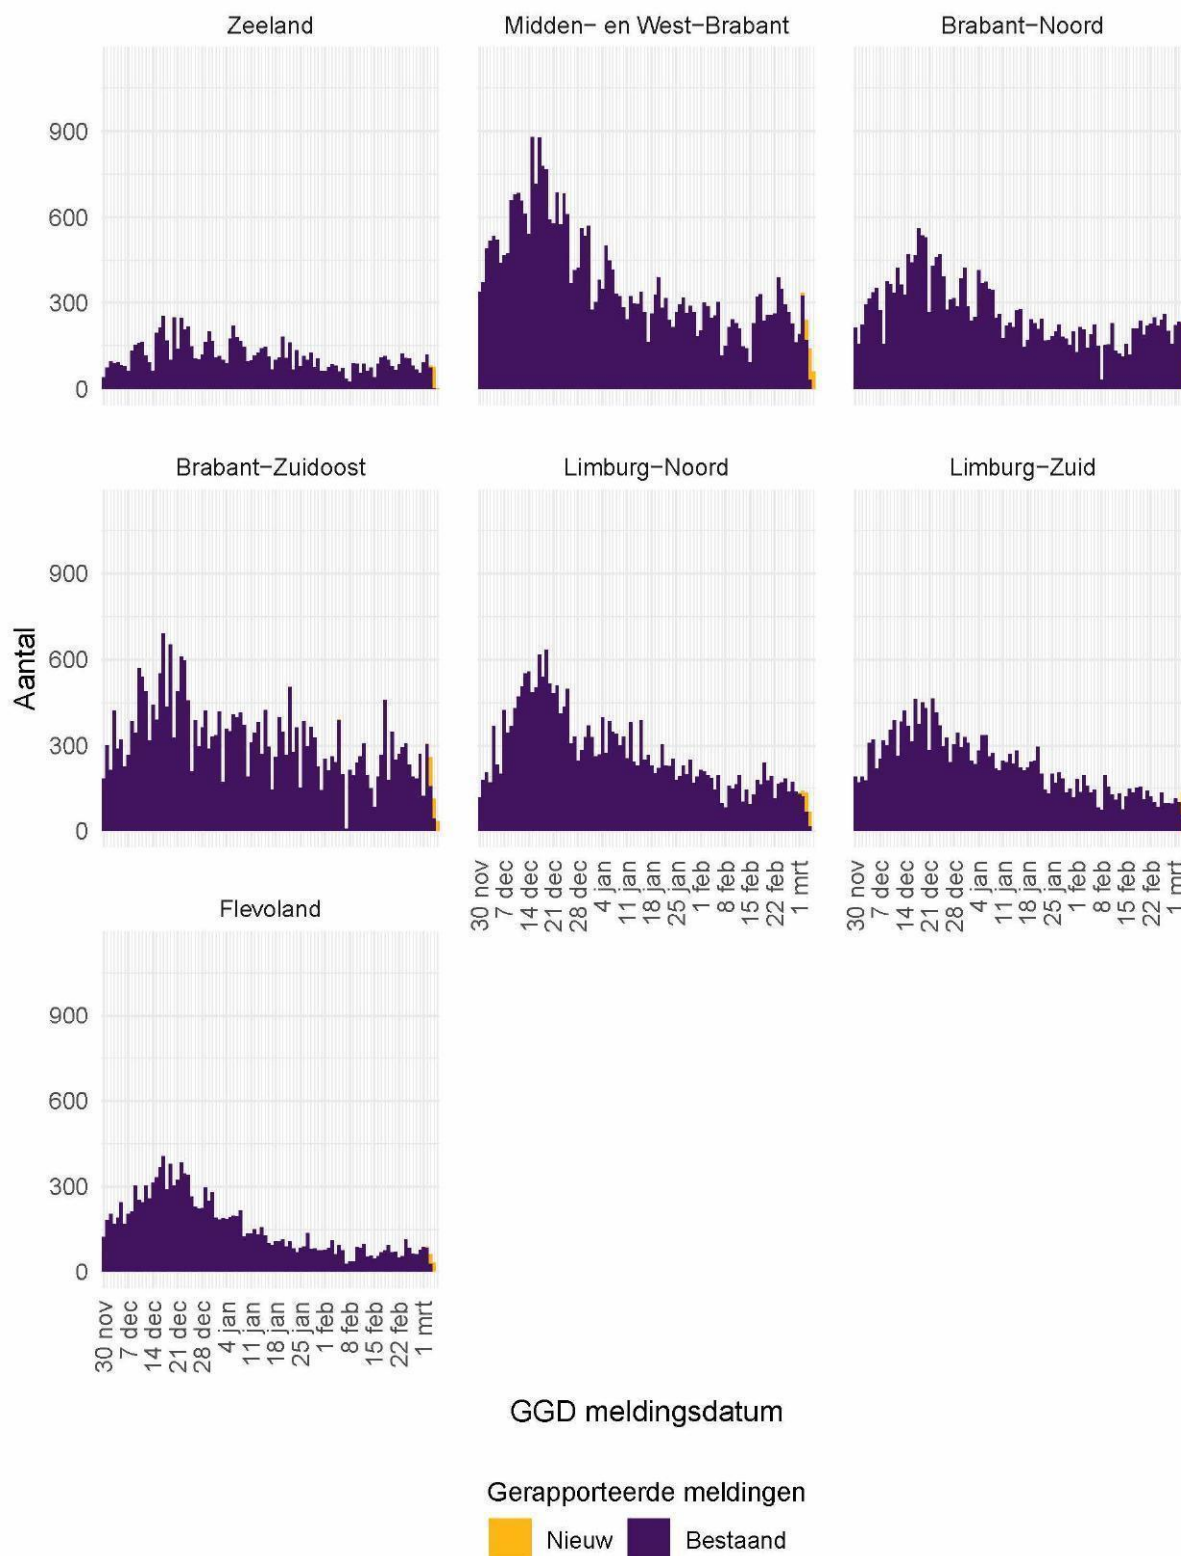 Zeeland
Midden- en West-Brabant
Brabant-Noord
900
600
300
0
Brabant-Zuidoost
Limburg-Noord
Limburg-Zuid
900
600
300
0
Aantal
30 nov
7 dec
14 dec
21 dec
28 dec
4 jan
11 jan
18 jan
25 jan
1 feb
8 feb
15 feb
22 feb
1 mrt
30 nov
7 dec
14 dec
21 dec
28 dec
4 jan
11 jan
18 jan
25 jan
1 feb
8 feb
15 feb
22 feb
1 mrt
Flevoland
900
600
300
0
30 nov
7 dec
14 dec
21 dec
28 dec
4 jan
11 jan
18 jan
25 jan
1 feb
8 feb
15 feb
22 feb
1 mrt
GGD meldingsdatum
Gerapporteerde meldingen
Nieuw Bestaand